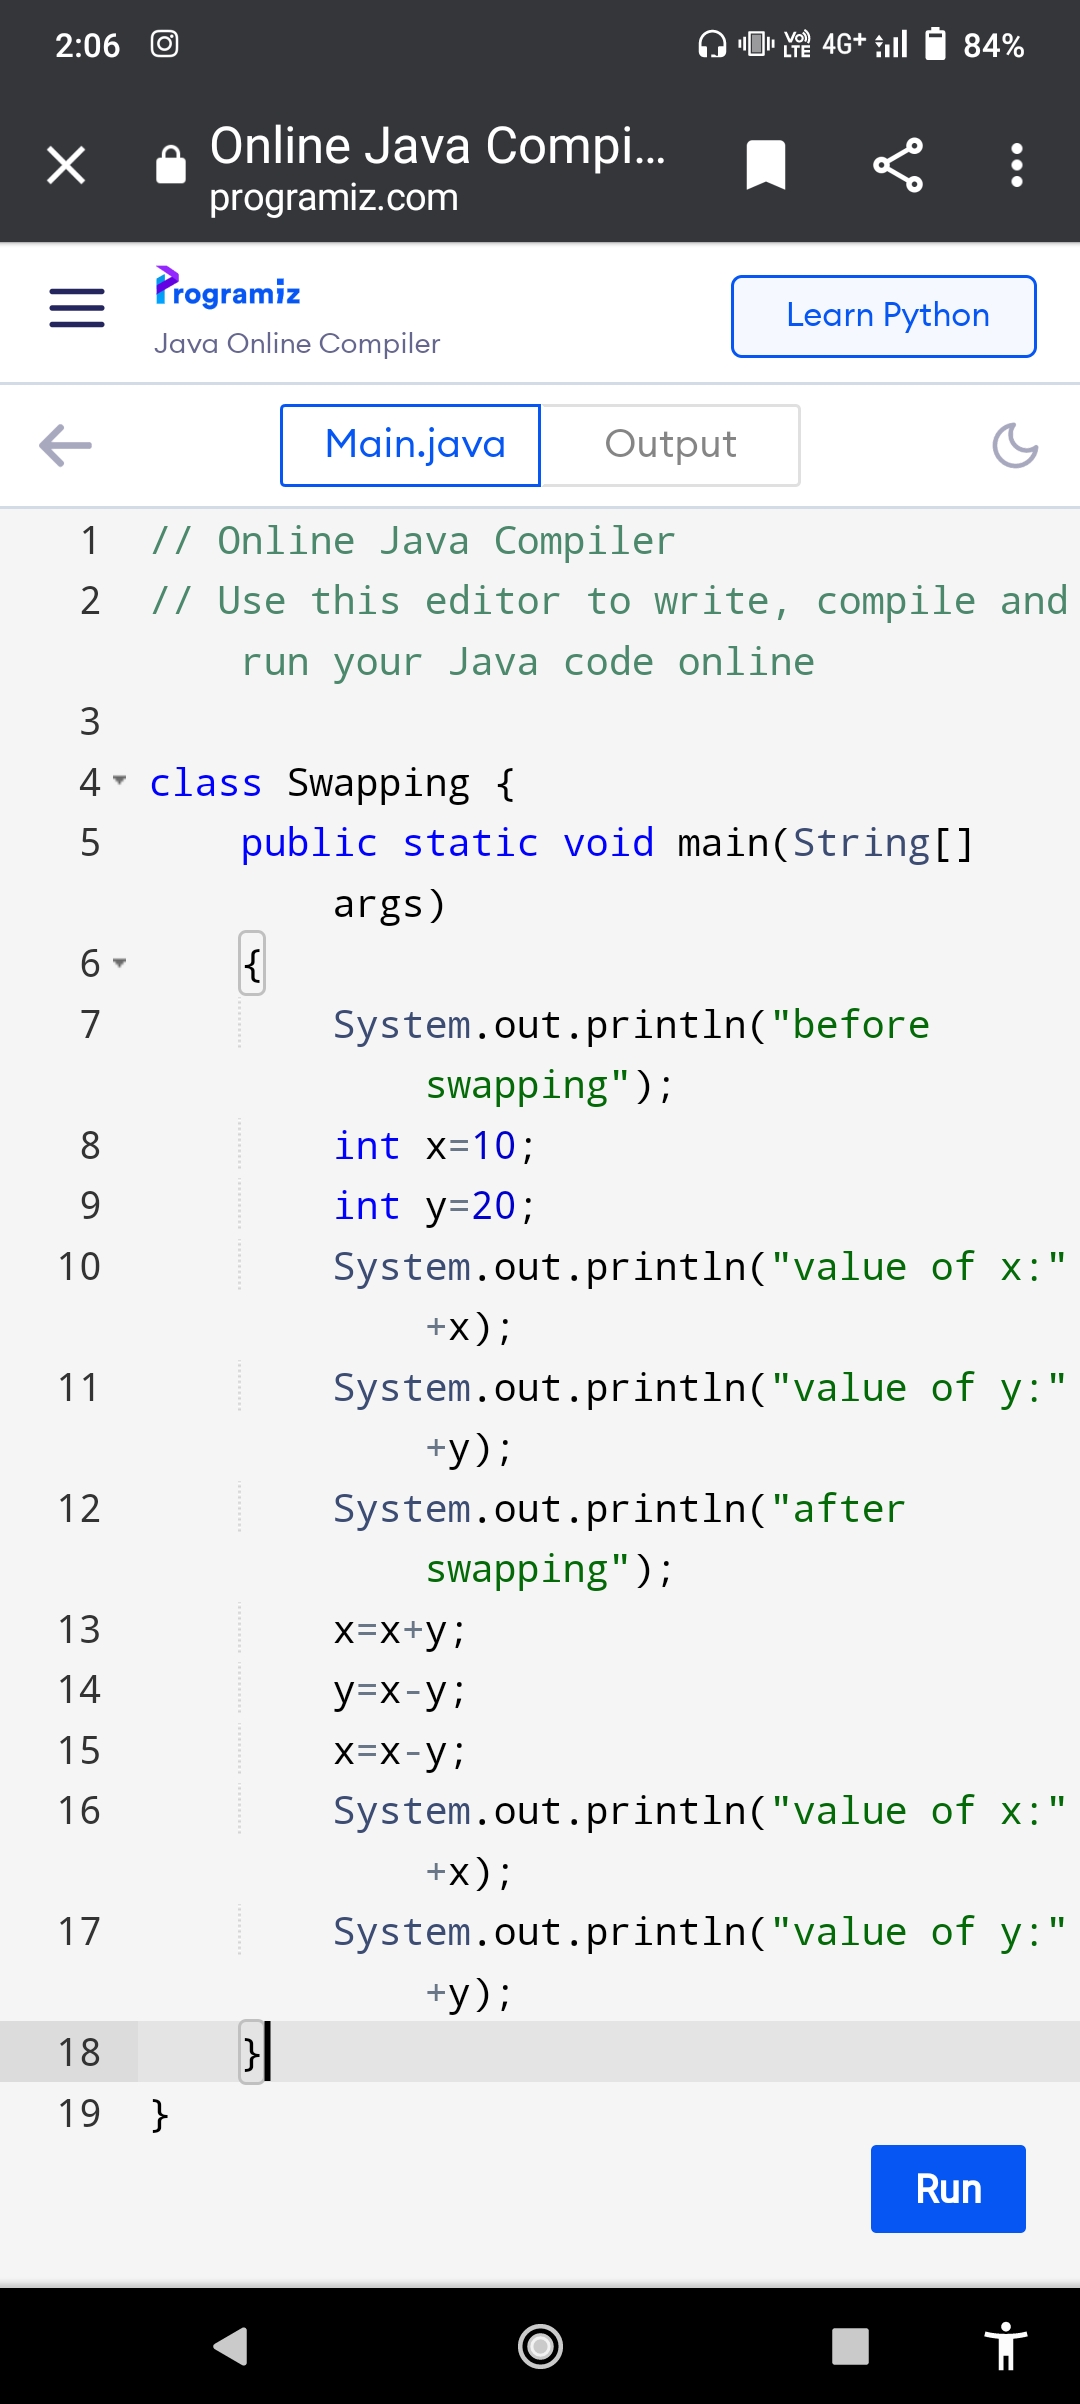 2:06 VoLTE 4G+ 84%
Online Java Compi...
programiz.com
Programiz
Java Online Compiler
Learn Python
Main.java Output
1 // Online Java Compiler
2 // Use this editor to write, compile and
run your Java code online
3
4 class Swapping {
5 public static void main(String[]
args)
6 {
7 System.out.println("before
swapping");
8 int x=10;
9 int y=20;
10 System.out.println("value of x:"
+x);
11 System.out.println("value of y:"
+y);
12 System.out.println("after
swapping");
13 x=x+y;
14 y=x-y;
15 x=x-y;
16 System.out.println("value of x:"
+x);
17 System.out.println("value of y:"
+y);
18 }
19 }
Run